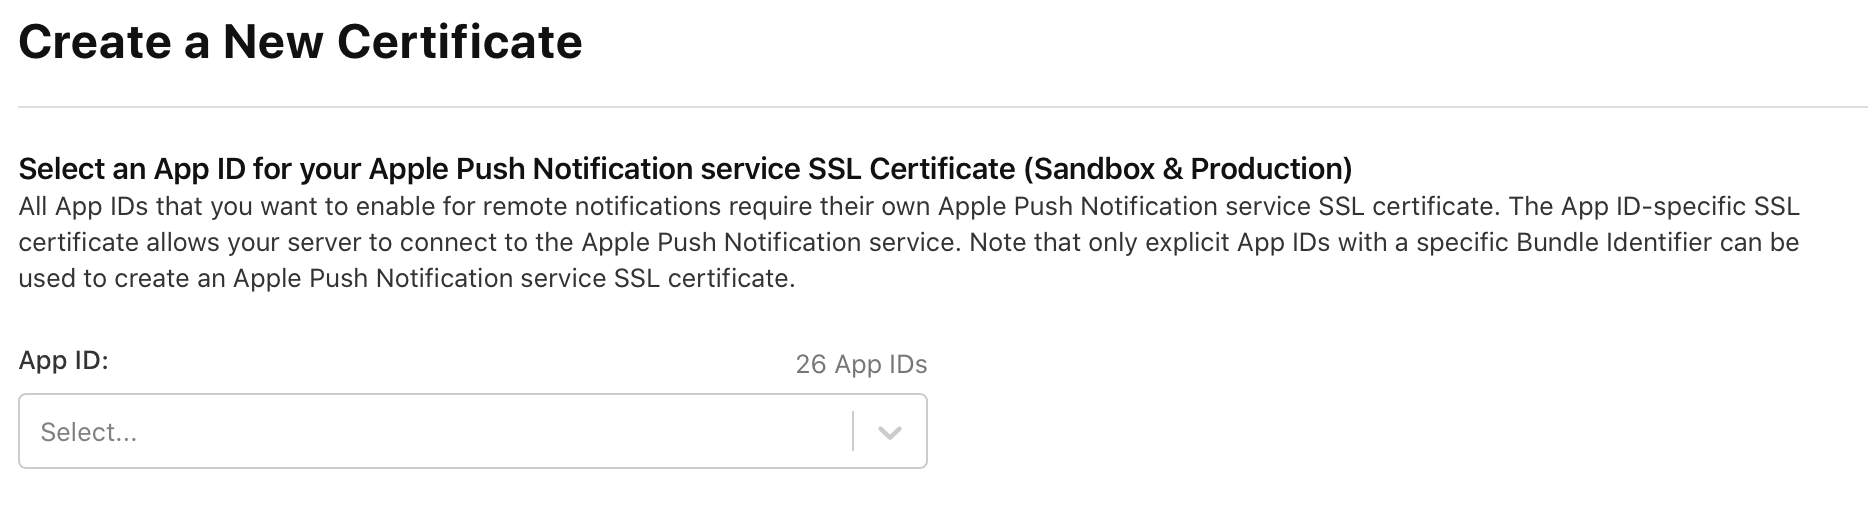 Create a New Certificate
Select an App ID for your Apple Push Notification service SSL Certificate (Sandbox & Production)
All App IDs that you want to enable for remote notifications require their own Apple Push Notification service SSL certificate. The App ID-specific SSL
certificate allows your server to connect to the Apple Push Notification service. Note that only explicit App IDs with a specific Bundle Identifier can be
used to create an Apple Push Notification service SSL certificate.
App ID:
26 App IDs
Select...